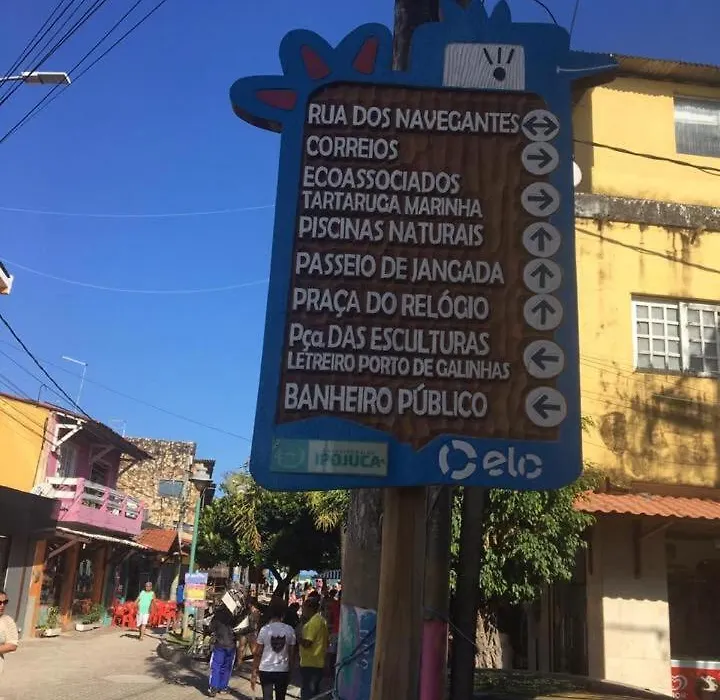 RUA DOS NAVEGANTES
CORREIOS
ECOASSOCIADOS
TARTARUGA MARINHA
PISCINAS NATURAIS
PASSEIO DE JANGADA
PRAÇA DO RELÓGIO
Pça DAS ESCULTURAS
LETREIRO PORTO DE GALINHAS
BANHEIRO PÚBLICO
IPOJUCA
elo